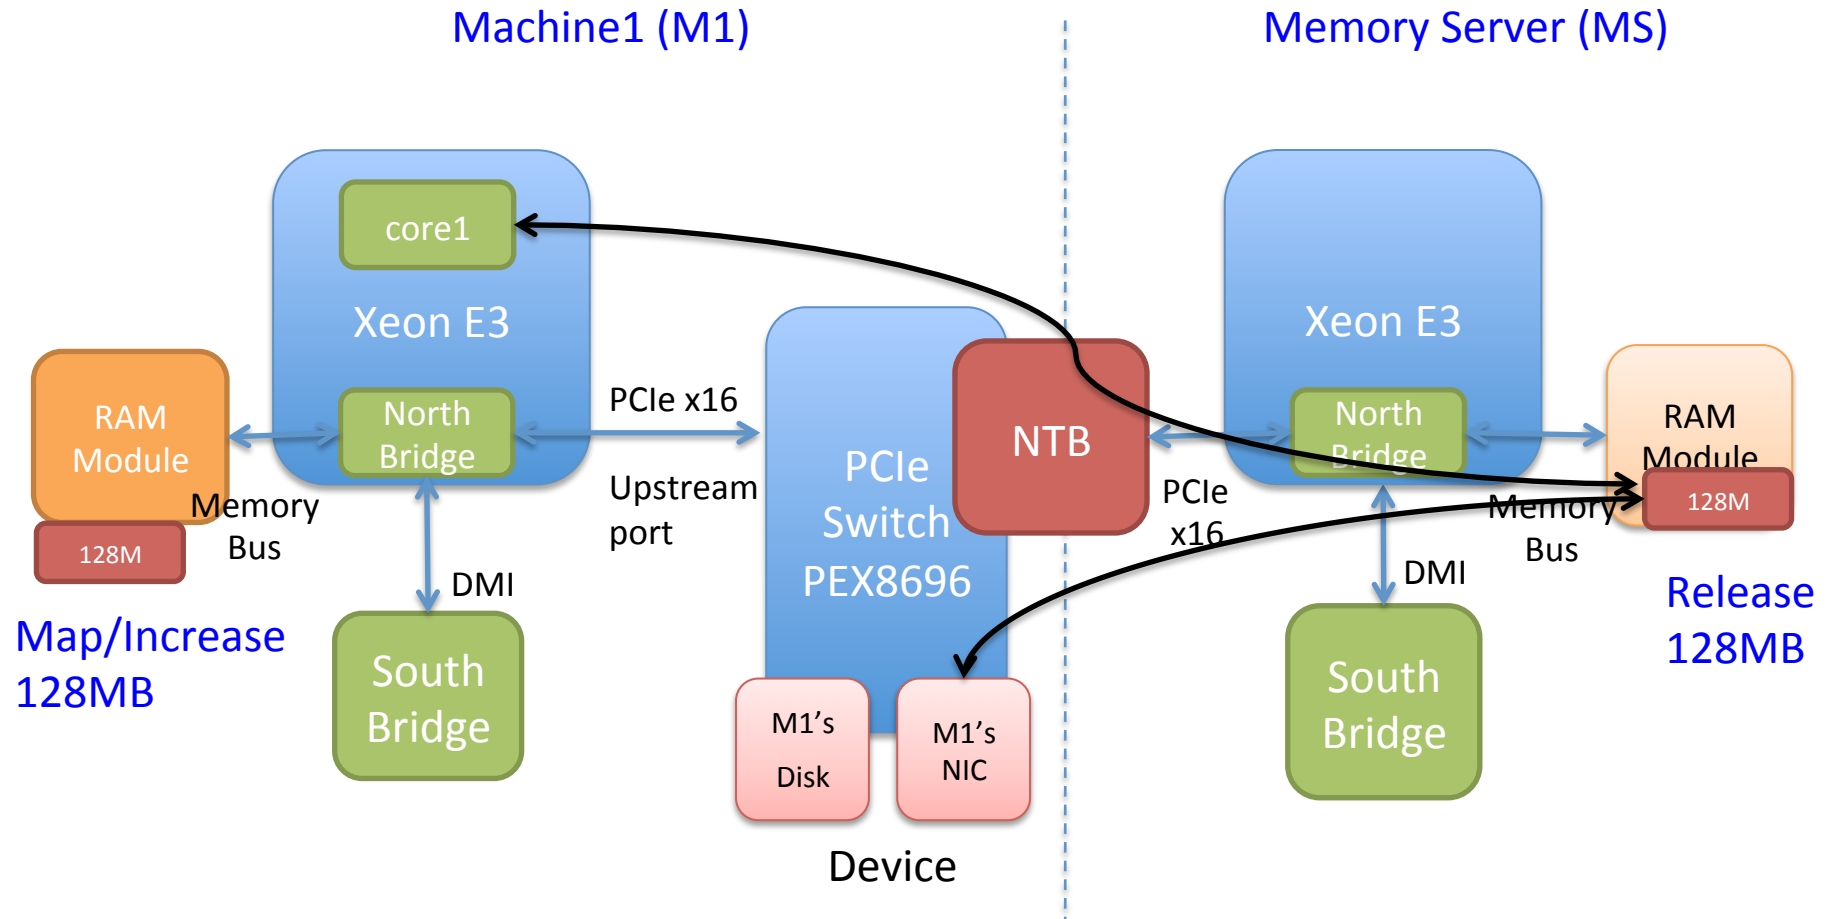 Machine1 (M1)
Memory Server (MS)
core1
Xeon E3
Xeon E3
RAM
Module
North
Bridge
PCIe x16
Upstream
port
Memory
Bus
128M
DMI
Map/Increase
128MB
South
Bridge
PCIe
Switch
PEX8696
NTB
M1's
Disk
M1's
NIC
Device
PCIe
x16
North
Bridge
RAM
Module
128M
Memory
Bus
DMI
Release
128MB
South
Bridge